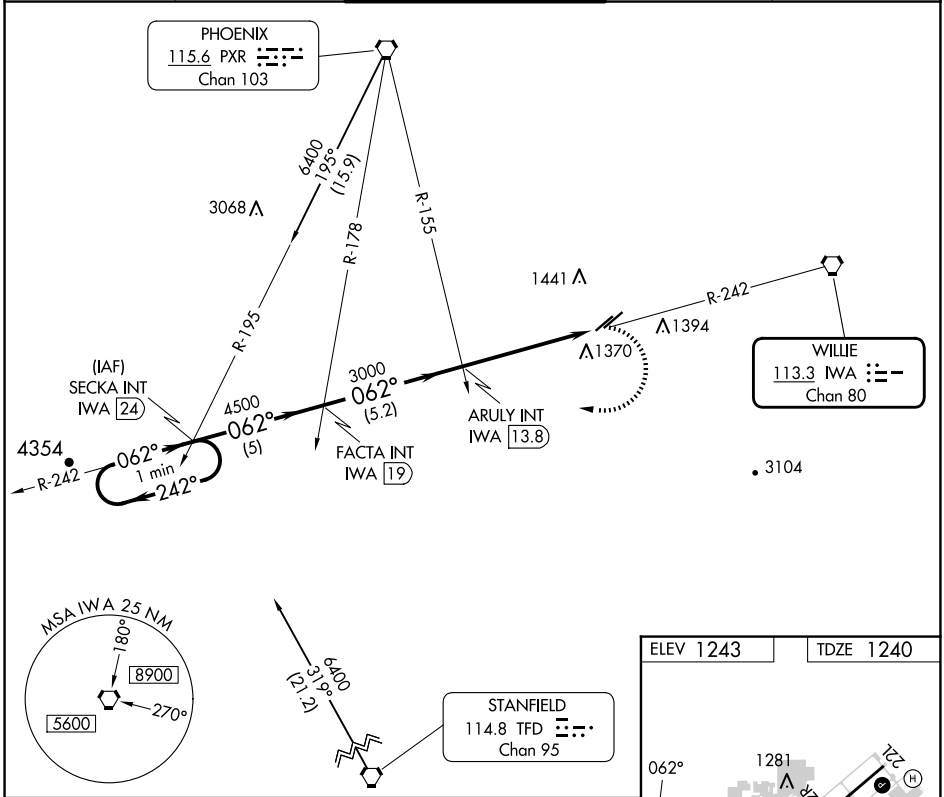 PHOENIX
115.6 PXR
Chan 103
6400
195°
(15.9)
3068
R-178
R-155
R-195
1441
R-242
1394
1370
WILLIE
113.3 IWA
Chan 80
(IAF)
SECKA INT
IWA 24
4500
062°
(5)
3000
062°
(5.2)
ARULY INT
IWA 13.8
FACTA INT
IWA 19
4354
R-242
062°
1 min
242°
3104
MSA IWA 25 NM
180°
8900
270°
5600
6400
319°
(21.2)
STANFIELD
114.8 TFD
Chan 95
ELEV 1243
TDZE 1240
062°
1281
22L
P
H